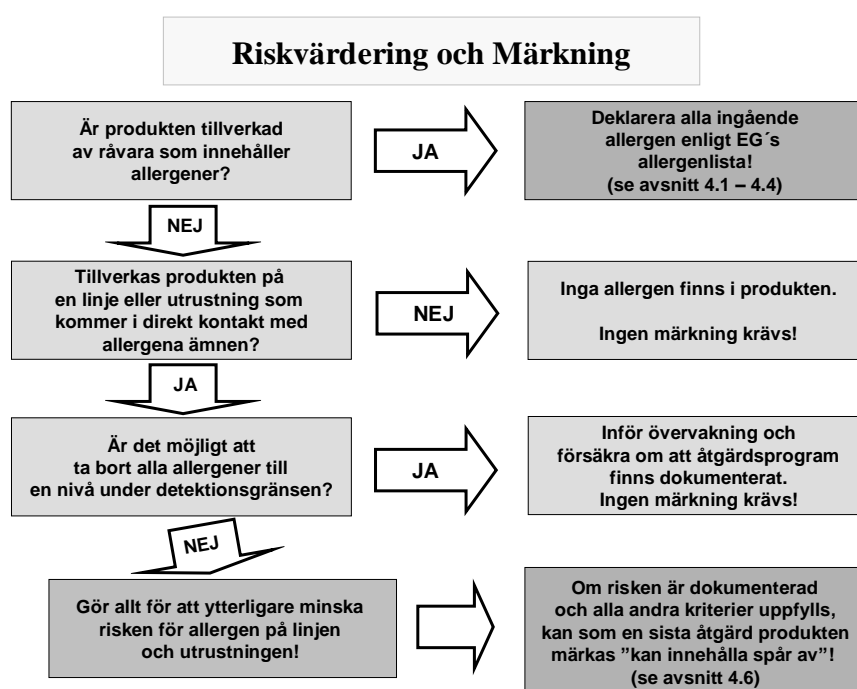 Riskvärdering och Märkning
Är produkten tillverkad
av råvara som innehåller
allergener?
JA
Deklarera alla ingående
allergen enligt EG´s
allergenlista!
(se avsnitt 4.1 – 4.4)
NEJ
Tillverkas produkten på
en linje eller utrustning som
kommer i direkt kontakt med
allergena ämnen?
NEJ
Inga allergen finns i produkten.
Ingen märkning krävs!
JA
Är det möjligt att
ta bort alla allergener till
en nivå under detektionsgränsen?
JA
Inför övervakning och
försäkra om att åtgärdsprogram
finns dokumenterat.
Ingen märkning krävs!
NEJ
Gör allt för att ytterligare minska
risken för allergen på linjen
och utrustningen!
Om risken är dokumenterad
och alla andra kriterier uppfylls,
kan som en sista åtgärd produkten
märkas ”kan innehålla spår av”!
(se avsnitt 4.6)